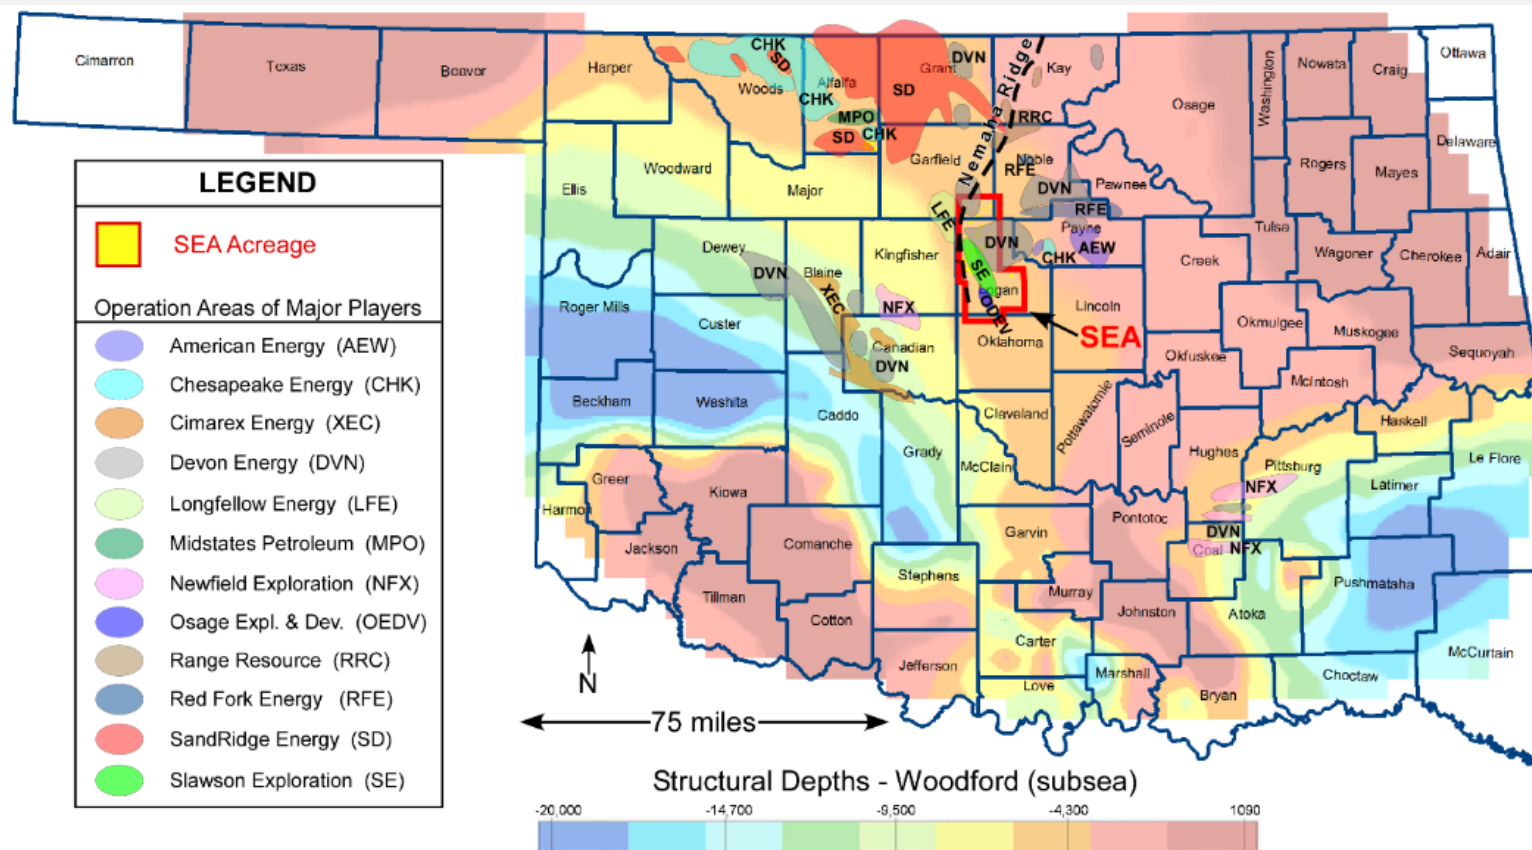 LEGEND
SEA Acreage
Operation Areas of Major Players
American Energy (AEW)
Chesapeake Energy (CHK)
Cimarex Energy (XEC)
Devon Energy (DVN)
Longfellow Energy (LFE)
Midstates Petroleum (MPO)
Newfield Exploration (NFX)
Osage Expl. & Dev. (OEDV)
Range Resource (RRC)
Red Fork Energy (RFE)
SandRidge Energy (SD)
Slawson Exploration (SE)
Cimarron
Texas
Beaver
Harper
Woods
CHK
SD
Alfalfa
CHK
MPO
SD
CHK
SD
Grant
DVN
Nemaha Ridge
Kay
RRC
Osage
Washington
Nowata
Craig
Ottawa
Delaware
Rogers
Mayes
Ellis
Woodward
Major
Garfield
Noble
RFE
DVN
Pawnee
RFE
Payne
AEW
CHK
LFE
DVN
SE
Logan
ODEV
SEA
Tulsa
Wagoner
Cherokee
Adair
Creek
Dewey
DVN
Blaine
XEC
Kingfisher
NFX
Lincoln
Roger Mills
Custer
Canadian
DVN
Oklahoma
Okmulgee
Muskogee
Okfuskee
McIntosh
Sequoyah
Beckham
Washita
Caddo
Cleveland
Pottawatomie
Seminole
Hughes
Haskell
Grady
McClain
Pittsburg
NFX
Le Flore
Latimer
Greer
Kiowa
Harmon
Jackson
Comanche
Garvin
Pontotoc
DVN
Coal
NFX
Stephens
Tillman
Cotton
Murray
Johnston
Atoka
Pushmataha
Carter
Jefferson
Love
Marshall
Bryan
Choctaw
McCurtain
N
75 miles
Structural Depths - Woodford (subsea)
-20,000
-14,700
-9,500
-4,300
1090